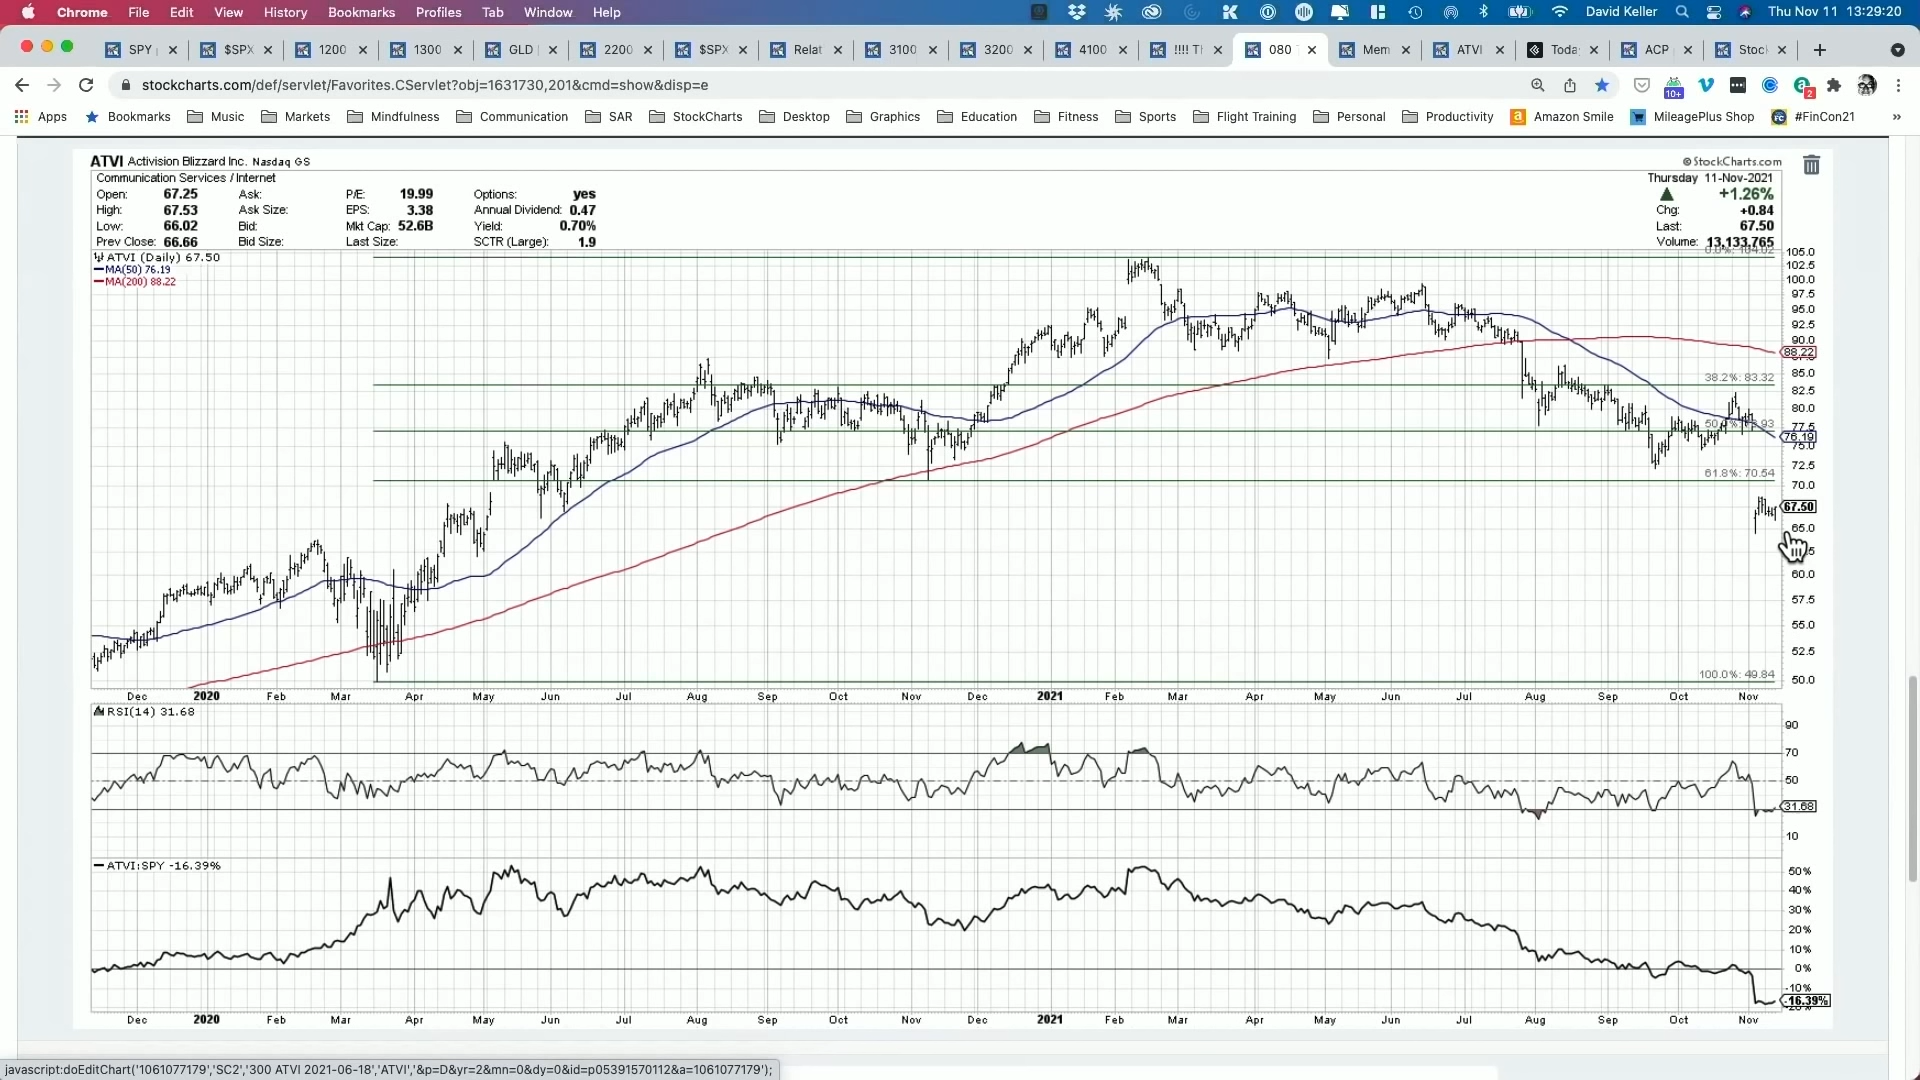 Chrome File Edit View History Bookmarks Profiles Tab Window Help David Keller Thu Nov 11 13:29:20
SPY $SPX 1200 1300 GLD 2200 $SPX Relat 3100 3200 4100 !!!! 080 Mem ATVI Toda ACP Stoc
stockcharts.com/def/servlet/Favorites.CServlet?obj=1631730,201&cmd=show&disp=e
10+ 2
Apps Bookmarks Music Markets Mindfulness Communication SAR StockCharts Desktop Graphics Education Fitness Sports Flight Training Personal Productivity Amazon Smile MileagePlus Shop #FinCon21 »
ATVI Activision Blizzard Inc. Nasdaq GS
©StockCharts.com
Communication Services / Internet
Thursday 11-Nov-2021
Open: 67.25 Ask: P/E: 19.99 Options: yes
+1.26%
High: 67.53 Ask Size: EPS: 3.38 Annual Dividend: 0.47
Chg: +0.84
Low: 66.02 Bid: Mkt Cap: 52.6B Yield: 0.70%
Last: 67.50
Prev Close: 66.66 Bid Size: Last Size: SCTR (Large): 1.9
Volume: 13,133,765
0.0%: 104.02
ATVI (Daily) 67.50
MA(50) 76.19
MA(200) 88.22
105.0
102.5
100.0
97.5
95.0
92.5
90.0
88.22
85.0
38.2%: 83.32
82.5
80.0
77.5
76.19
75.0
72.5
61.8%: 70.54
70.0
67.50
65.0
60.0
57.5
55.0
52.5
100.0%: 49.84
50.0
Dec 2020 Feb Mar Apr May Jun Jul Aug Sep Oct Nov Dec 2021 Feb Mar Apr May Jun Jul Aug Sep Oct Nov
RSI(14) 31.68
90
70
50
31.68
10
ATVI:SPY -16.39%
50%
40%
30%
20%
10%
0%
-10%
-16.39%
Dec 2020 Feb Mar Apr May Jun Jul Aug Sep Oct Nov Dec 2021 Feb Mar Apr May Jun Jul Aug Sep Oct Nov
javascript:doEditChart('1061077179','SC2','300 ATVI 2021-06-18','ATVI','&p=D&yr=2&mn=0&dy=0&id=p05391570112&a=1061077179');